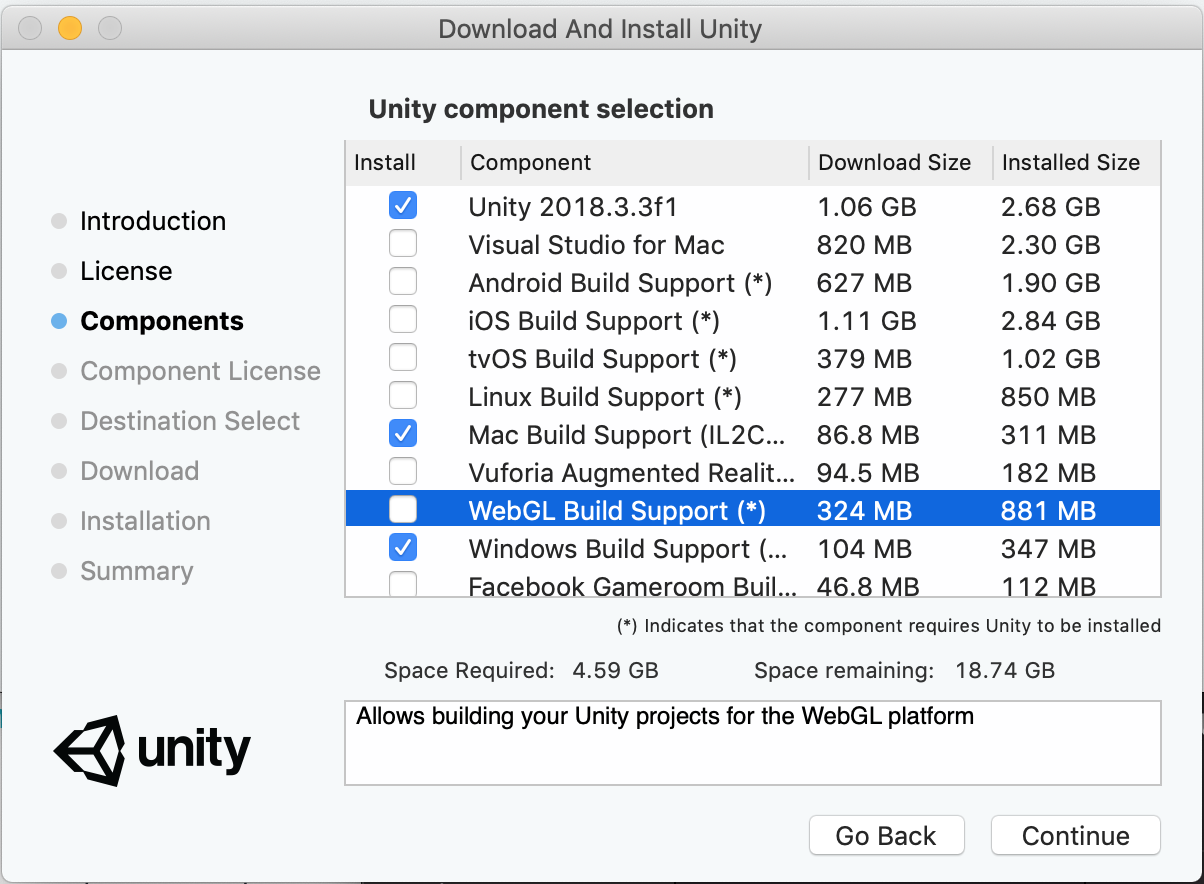 Download And Install Unity
Unity component selection
Install Component Download Size Installed Size
Unity 2018.3.3f1 1.06 GB 2.68 GB
Visual Studio for Mac 820 MB 2.30 GB
Android Build Support (*) 627 MB 1.90 GB
iOS Build Support (*) 1.11 GB 2.84 GB
tvOS Build Support (*) 379 MB 1.02 GB
Linux Build Support (*) 277 MB 850 MB
Mac Build Support (IL2C... 86.8 MB 311 MB
Vuforia Augmented Realit... 94.5 MB 182 MB
WebGL Build Support (*) 324 MB 881 MB
Windows Build Support (... 104 MB 347 MB
Facebook Gameroom Buil... 46.8 MB 112 MB
(*) Indicates that the component requires Unity to be installed
Space Required: 4.59 GB Space remaining: 18.74 GB
Allows building your Unity projects for the WebGL platform
Introduction
License
Components
Component License
Destination Select
Download
Installation
Summary
unity
Go Back Continue